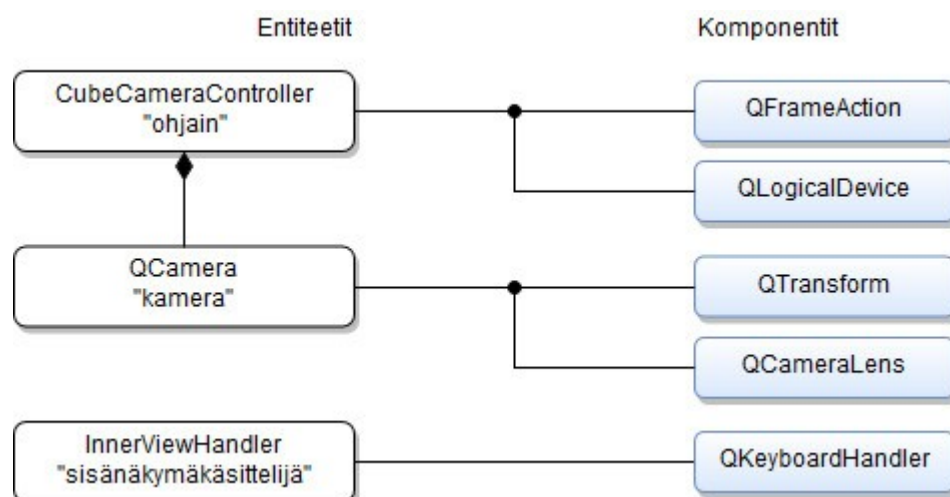 Entiteetit
Komponentit
CubeCameraController
"ohjain"
QFrameAction
QLogicalDevice
QCamera
"kamera"
QTransform
QCameraLens
InnerViewHandler
"sisänäkymäkäsittelijä"
QKeyboardHandler